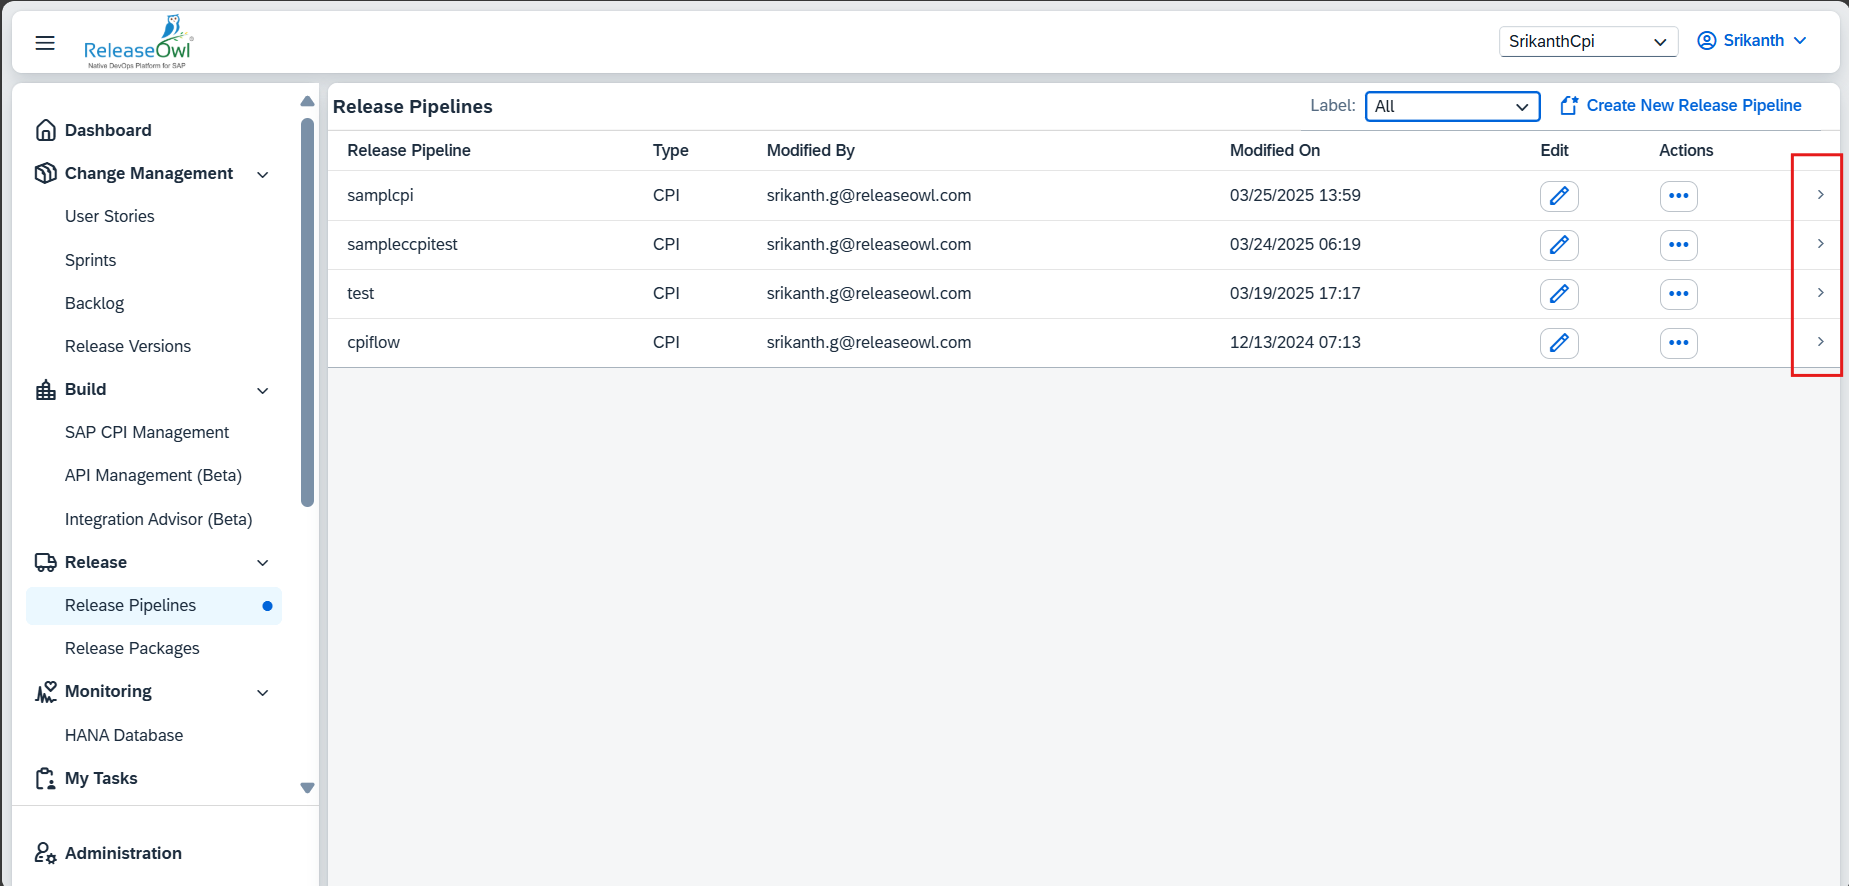 ReleaseOwl
Native DevOps Platform for SAP
SrikanthCpi
Srikanth
Dashboard
Change Management
User Stories
Sprints
Backlog
Release Versions
Build
SAP CPI Management
API Management (Beta)
Integration Advisor (Beta)
Release
Release Pipelines
Release Packages
Monitoring
HANA Database
My Tasks
Administration
Release Pipelines
Label: All
Create New Release Pipeline
Release Pipeline Type Modified By Modified On Edit Actions
samplcpi CPI srikanth.g@releaseowl.com 03/25/2025 13:59
sampleccpitest CPI srikanth.g@releaseowl.com 03/24/2025 06:19
test CPI srikanth.g@releaseowl.com 03/19/2025 17:17
cpiflow CPI srikanth.g@releaseowl.com 12/13/2024 07:13